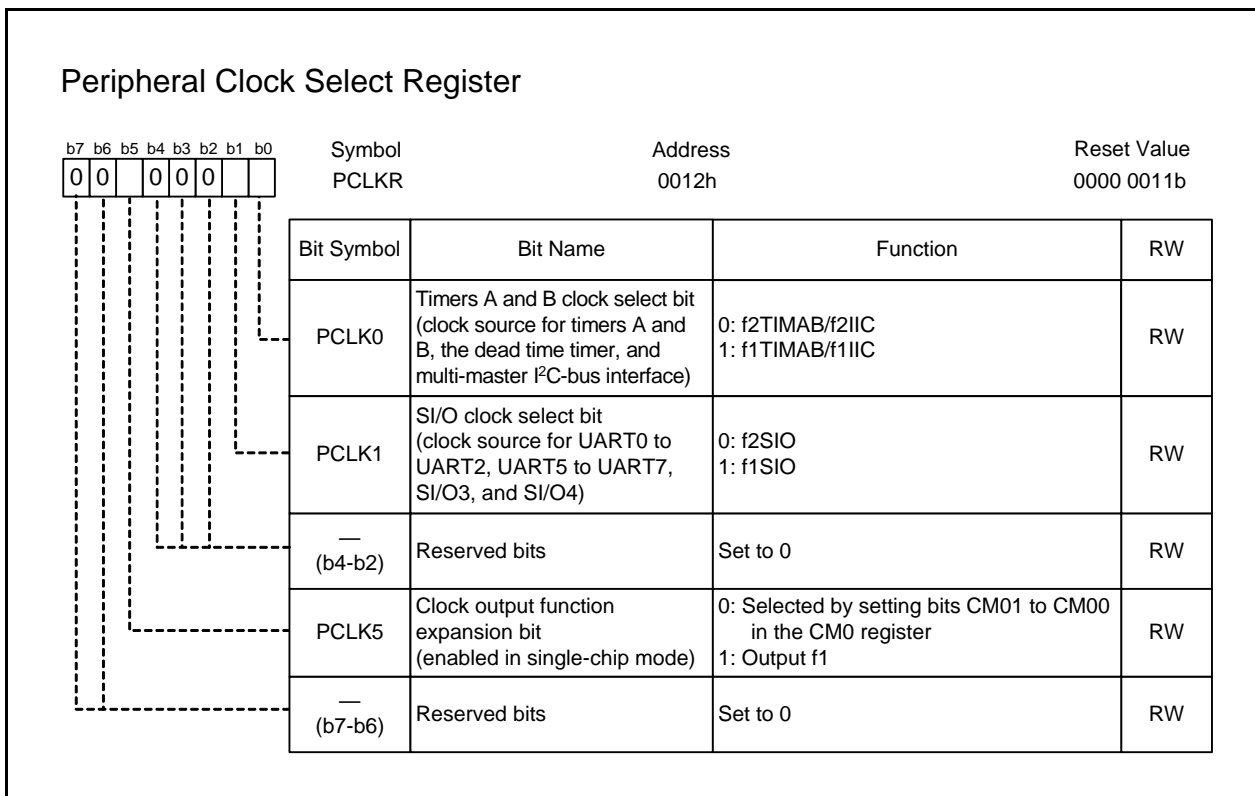 Peripheral Clock Select Register
b7 b6 b5 b4 b3 b2 b1 b0
Symbol Address Reset Value
0 0 0 0 0
PCLKR 0012h 0000 0011b
Bit Symbol Bit Name Function RW
PCLK0
Timers A and B clock select bit
(clock source for timers A and
B, the dead time timer, and
multi-master I²C-bus interface)
0: f2TIMAB/f2IIC
1: f1TIMAB/f1IIC
RW
PCLK1
SI/O clock select bit
(clock source for UART0 to
UART2, UART5 to UART7,
SI/O3, and SI/O4)
0: f2SIO
1: f1SIO
RW
—
(b4-b2)
Reserved bits
Set to 0
RW
PCLK5
Clock output function
expansion bit
(enabled in single-chip mode)
0: Selected by setting bits CM01 to CM00
in the CM0 register
1: Output f1
RW
—
(b7-b6)
Reserved bits
Set to 0
RW